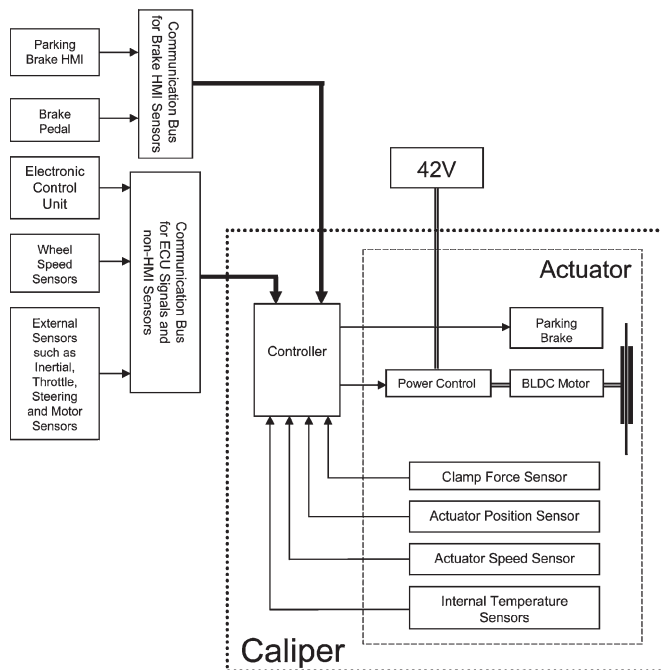 Parking
Brake HMI
Brake
Pedal
Communication Bus
for Brake HMI Sensors
Electronic
Control
Unit
Wheel
Speed
Sensors
External
Sensors
such as
Inertial,
Throttle,
Steering
and Motor
Sensors
Communication Bus
for ECU Signals and
non-HMI Sensors
42V
Actuator
Controller
Parking
Brake
Power Control
BLDC Motor
Clamp Force Sensor
Actuator Position Sensor
Actuator Speed Sensor
Internal Temperature
Sensors
Caliper